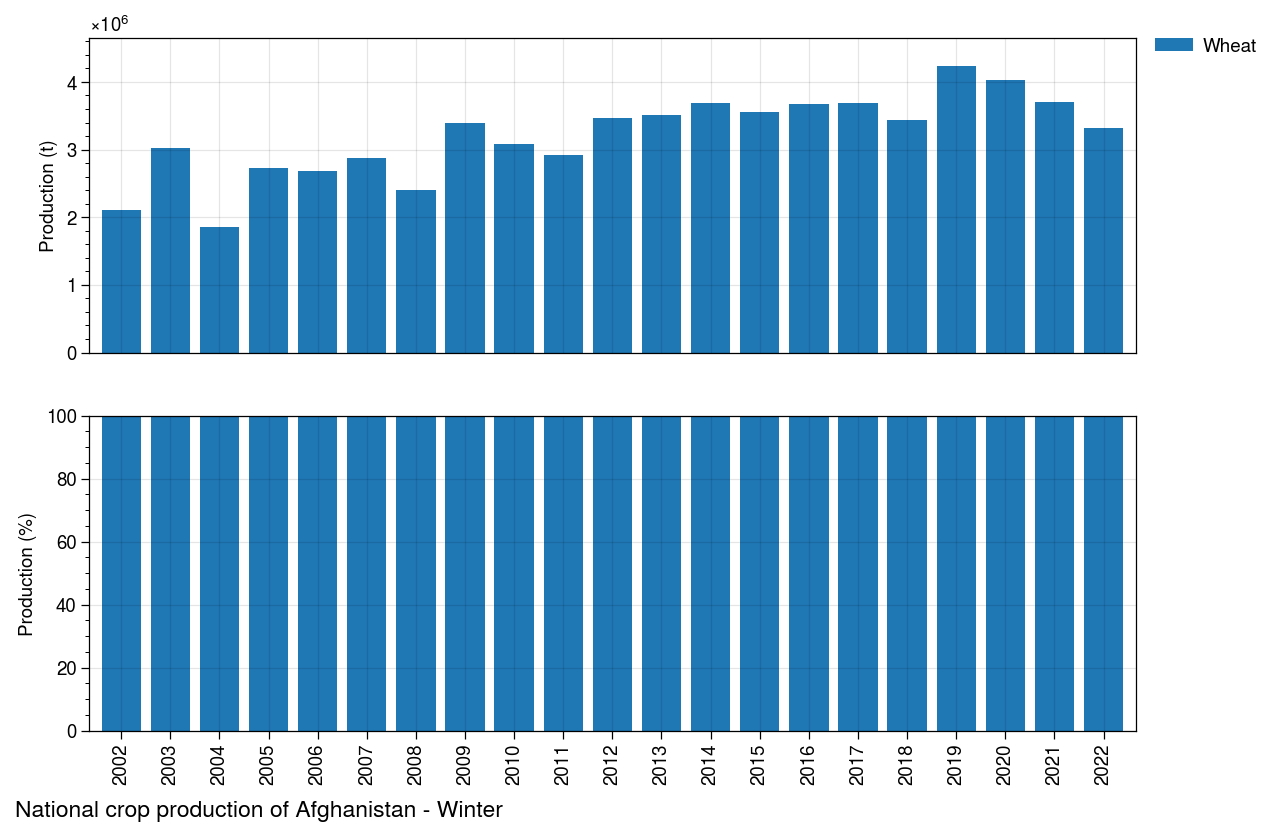 ×10⁶
Wheat
Production (t)
4
3
2
1
0
Production (%)
100
80
60
40
20
0
2002 2003 2004 2005 2006 2007 2008 2009 2010 2011 2012 2013 2014 2015 2016 2017 2018 2019 2020 2021 2022
National crop production of Afghanistan - Winter